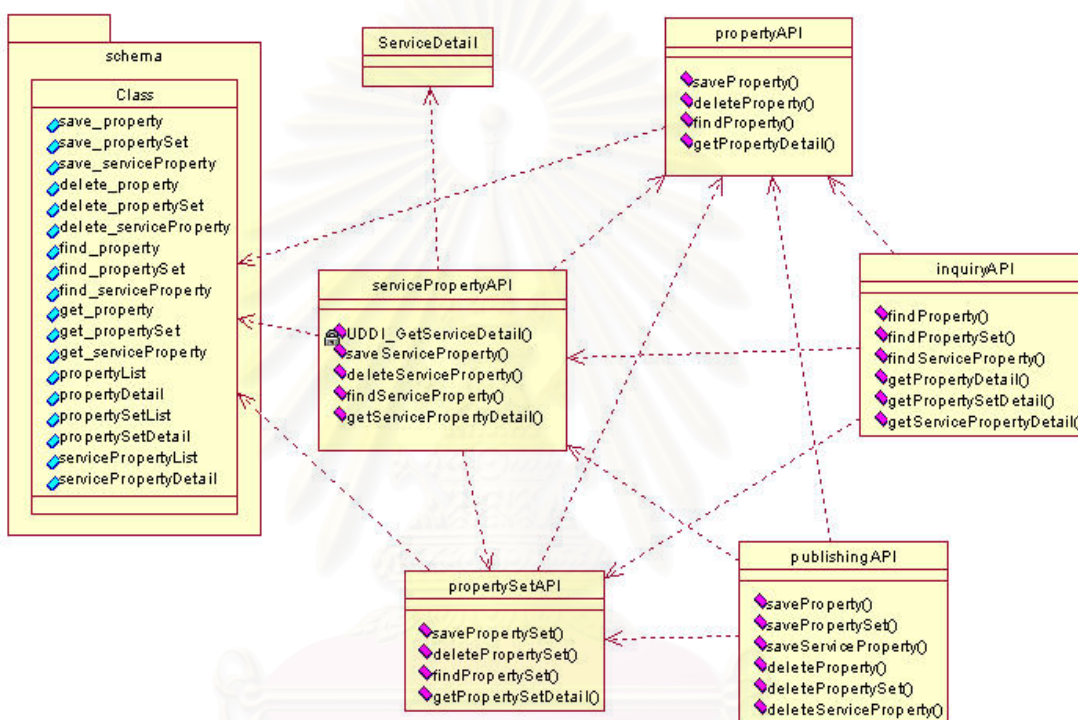 schema
Class
save_property
save_propertySet
save_serviceProperty
delete_property
delete_propertySet
delete_serviceProperty
find_property
find_propertySet
find_serviceProperty
get_property
get_propertySet
get_serviceProperty
propertyList
propertyDetail
propertySetList
propertySetDetail
servicePropertyList
servicePropertyDetail
ServiceDetail
propertyAPI
saveProperty()
deleteProperty()
findProperty()
getPropertyDetail()
servicePropertyAPI
UDDI_GetServiceDetail()
saveServiceProperty()
deleteServiceProperty()
findServiceProperty()
getServicePropertyDetail()
inquiryAPI
findProperty()
findPropertySet()
findServiceProperty()
getPropertyDetail()
getPropertySetDetail()
getServicePropertyDetail()
propertySetAPI
savePropertySet()
deletePropertySet()
findPropertySet()
getPropertySetDetail()
publishingAPI
saveProperty()
savePropertySet()
saveServiceProperty()
deleteProperty()
deletePropertySet()
deleteServiceProperty()